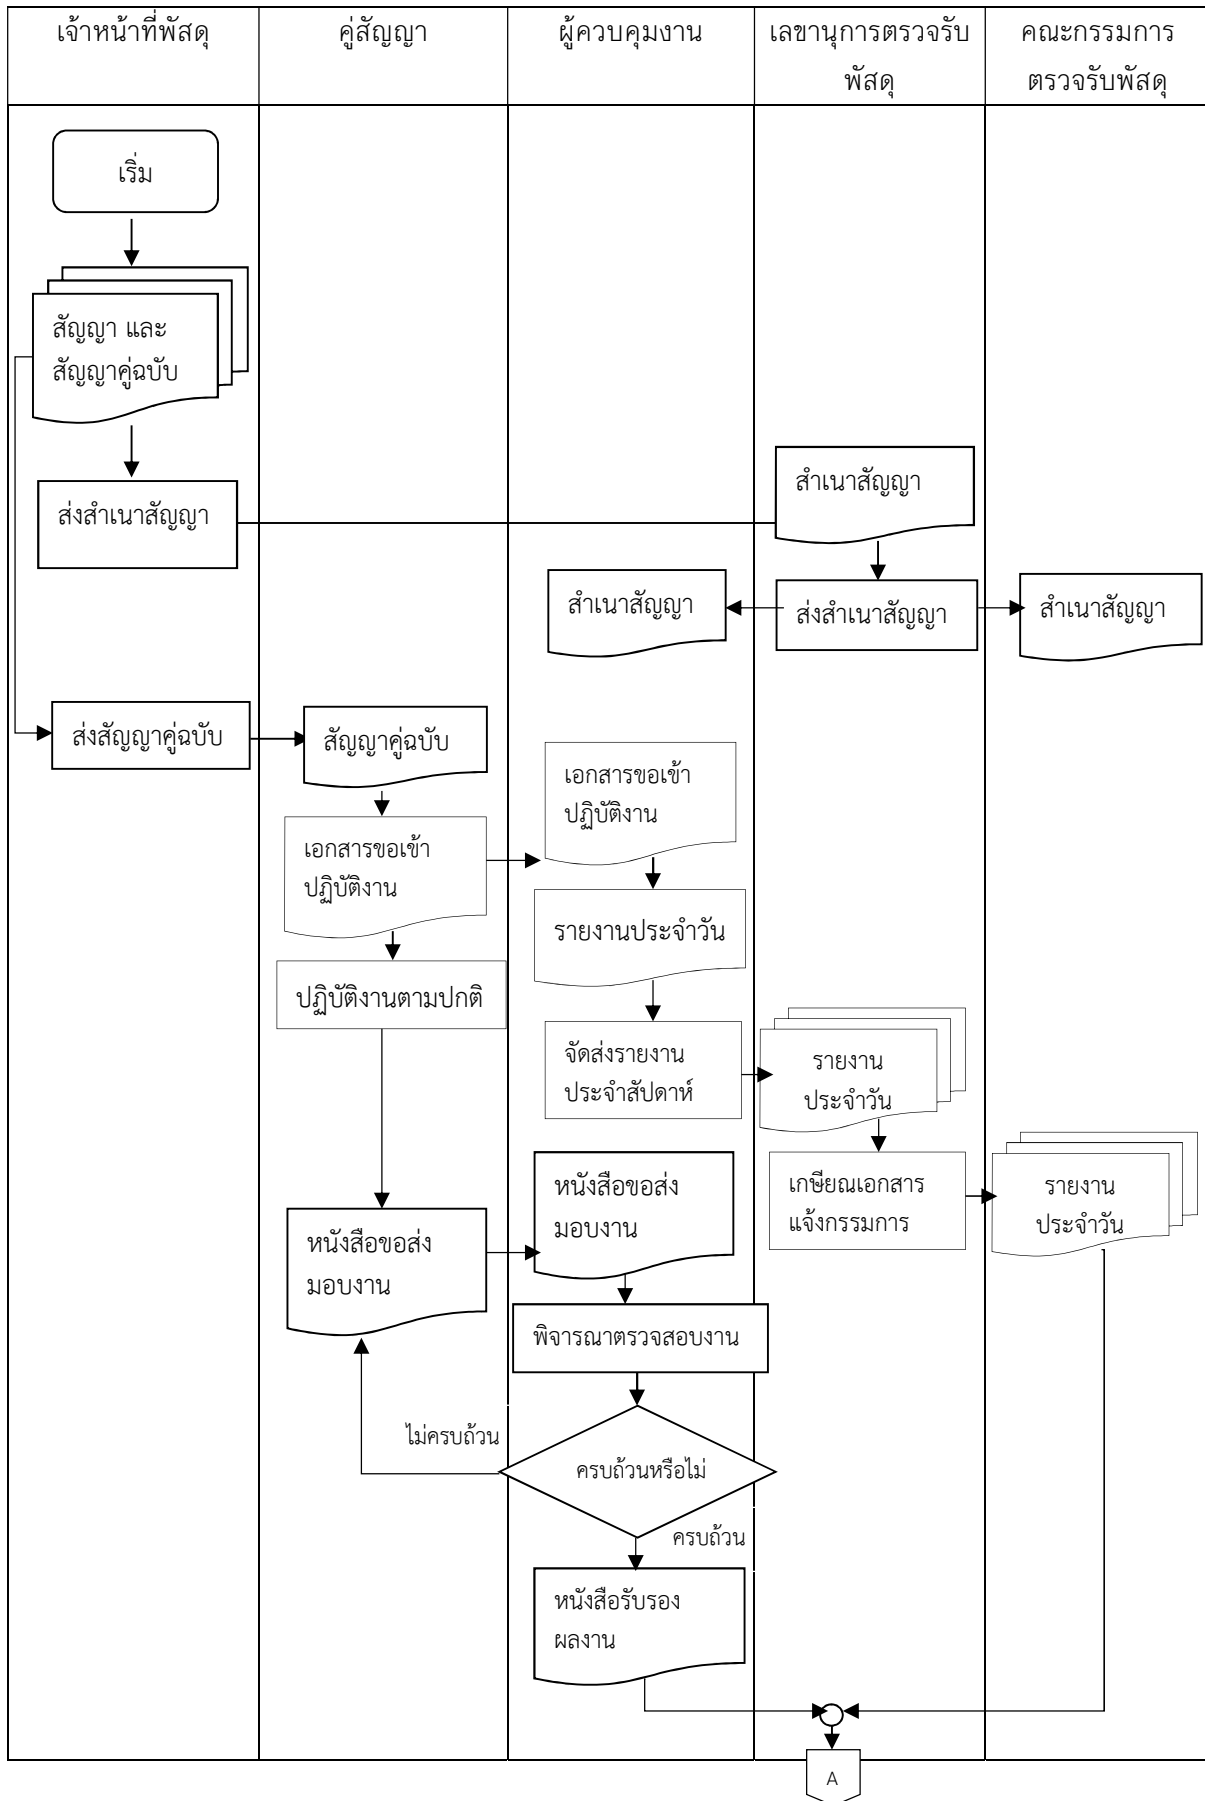 เจ้าหน้าที่พัสดุ
คู่สัญญา
ผู้ควบคุมงาน
เลขานุการตรวจรับ
พัสดุ
คณะกรรมการ
ตรวจรับพัสดุ
เริ่ม
สัญญา และ
สัญญาคู่ฉบับ
ส่งสำเนาสัญญา
สำเนาสัญญา
สำเนาสัญญา
ส่งสำเนาสัญญา
สำเนาสัญญา
ส่งสัญญาคู่ฉบับ
สัญญาคู่ฉบับ
เอกสารขอเข้า
ปฏิบัติงาน
เอกสารขอเข้า
ปฏิบัติงาน
รายงานประจำวัน
ปฏิบัติงานตามปกติ
จัดส่งรายงาน
ประจำสัปดาห์
รายงาน
ประจำวัน
เกษียณเอกสาร
แจ้งกรรมการ
รายงาน
ประจำวัน
หนังสือขอส่ง
มอบงาน
หนังสือขอส่ง
มอบงาน
พิจารณาตรวจสอบงาน
ไม่ครบถ้วน
ครบถ้วนหรือไม่
ครบถ้วน
หนังสือรับรอง
ผลงาน
A